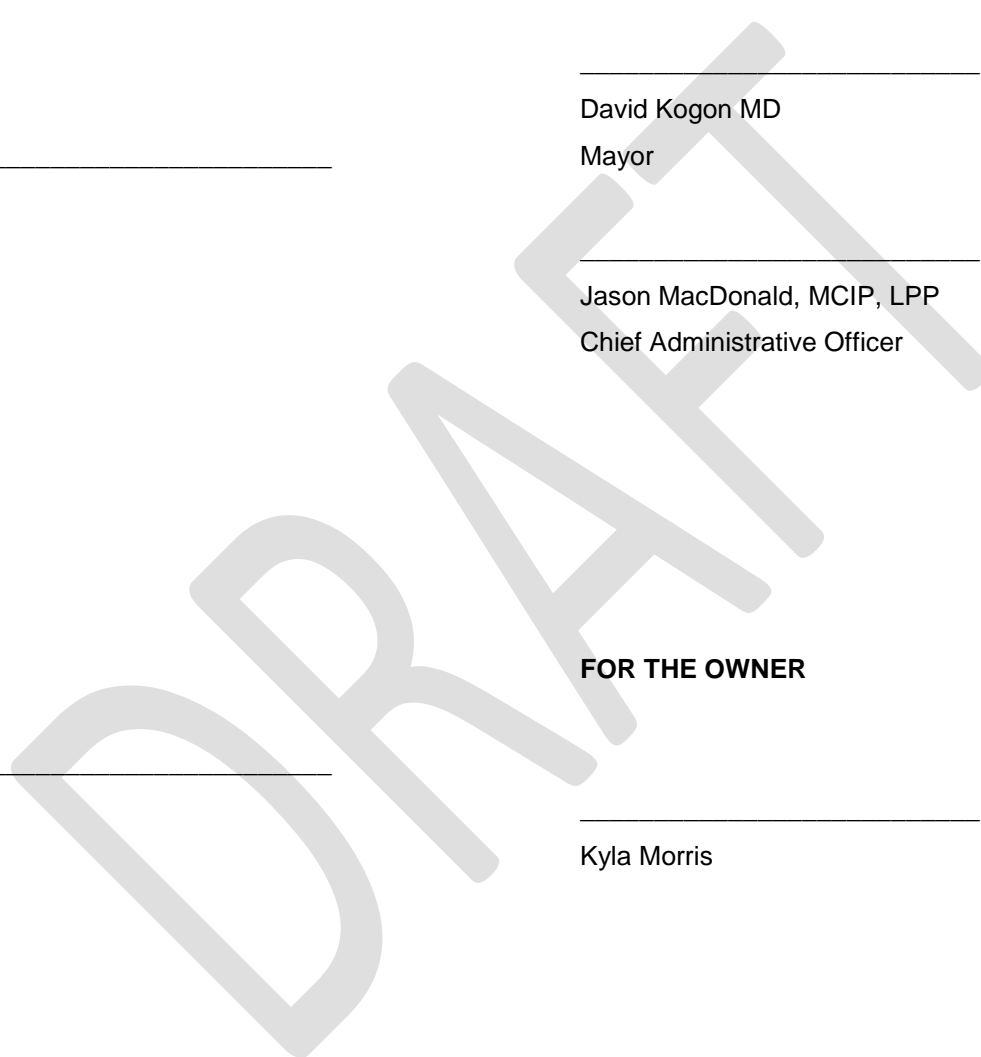 David Kogon MD
Mayor
Jason MacDonald, MCIP, LPP
Chief Administrative Officer
FOR THE OWNER
Kyla Morris
DRAFT